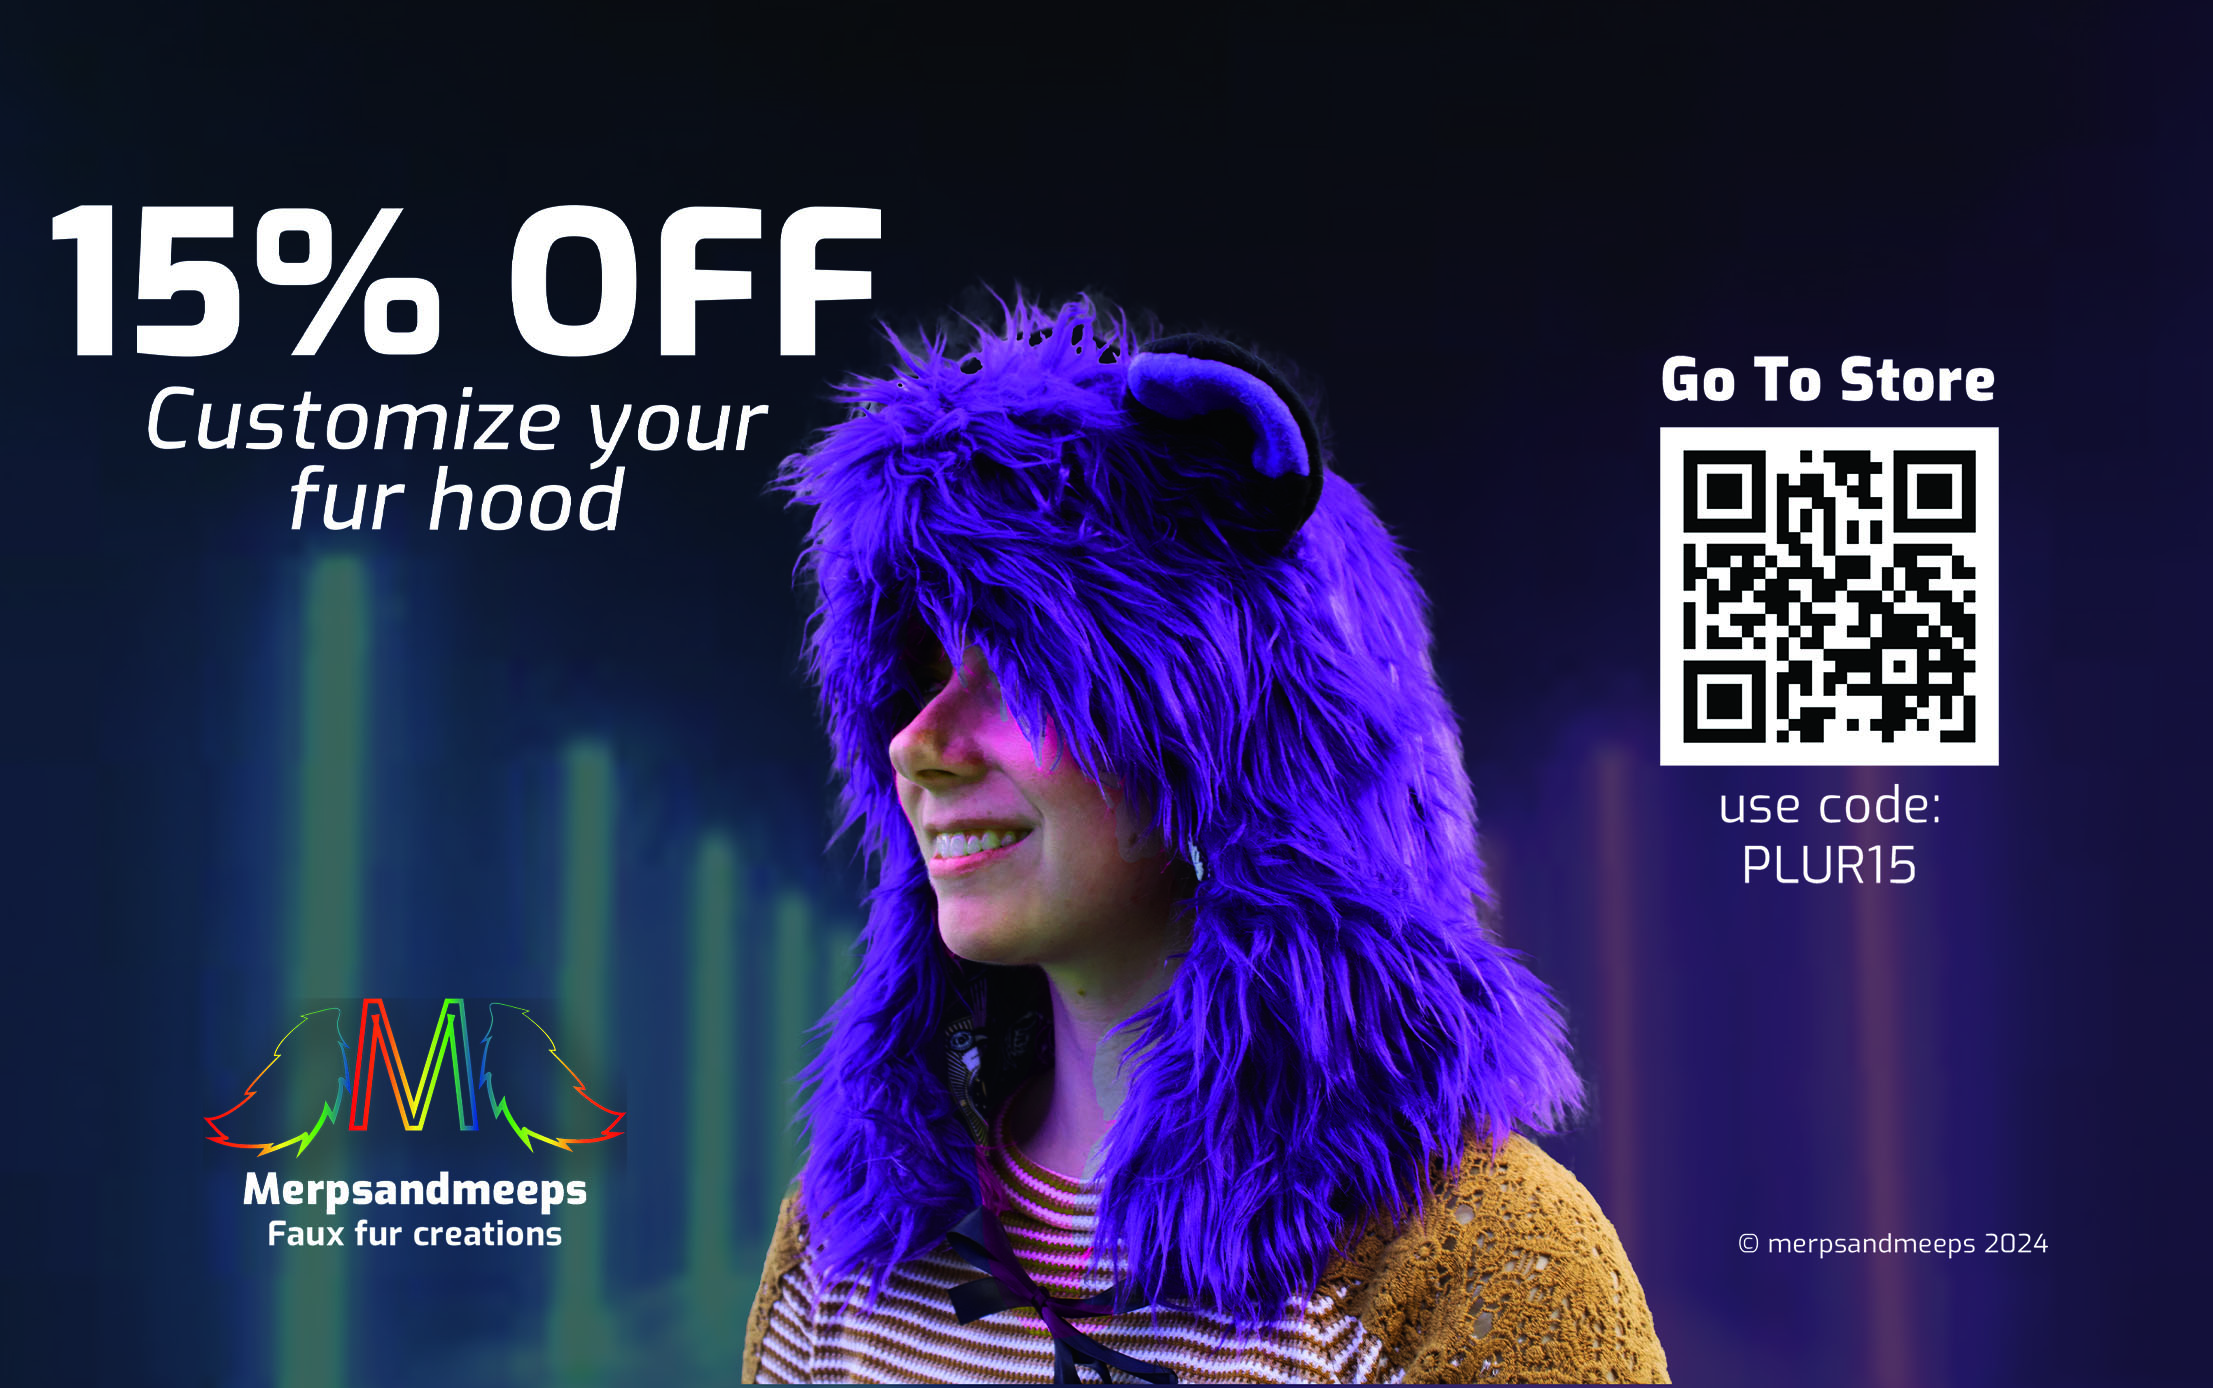 15% OFF
Customize your
fur hood
Go To Store
use code:
PLUR15
M
Merpsandmeeps
Faux fur creations
© merpsandmeeps 2024